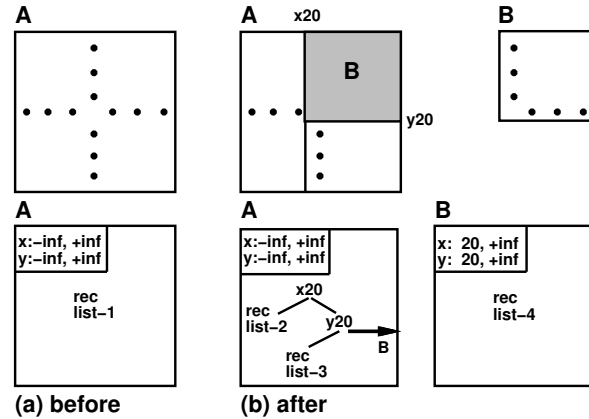 A
A
x20
B
B
y20
A
x:−inf, +inf
y:−inf, +inf
rec
list−1
A
x:−inf, +inf
y:−inf, +inf
x20
rec
list−2
y20
B
rec
list−3
B
x: 20, +inf
y: 20, +inf
rec
list−4
(a) before
(b) after